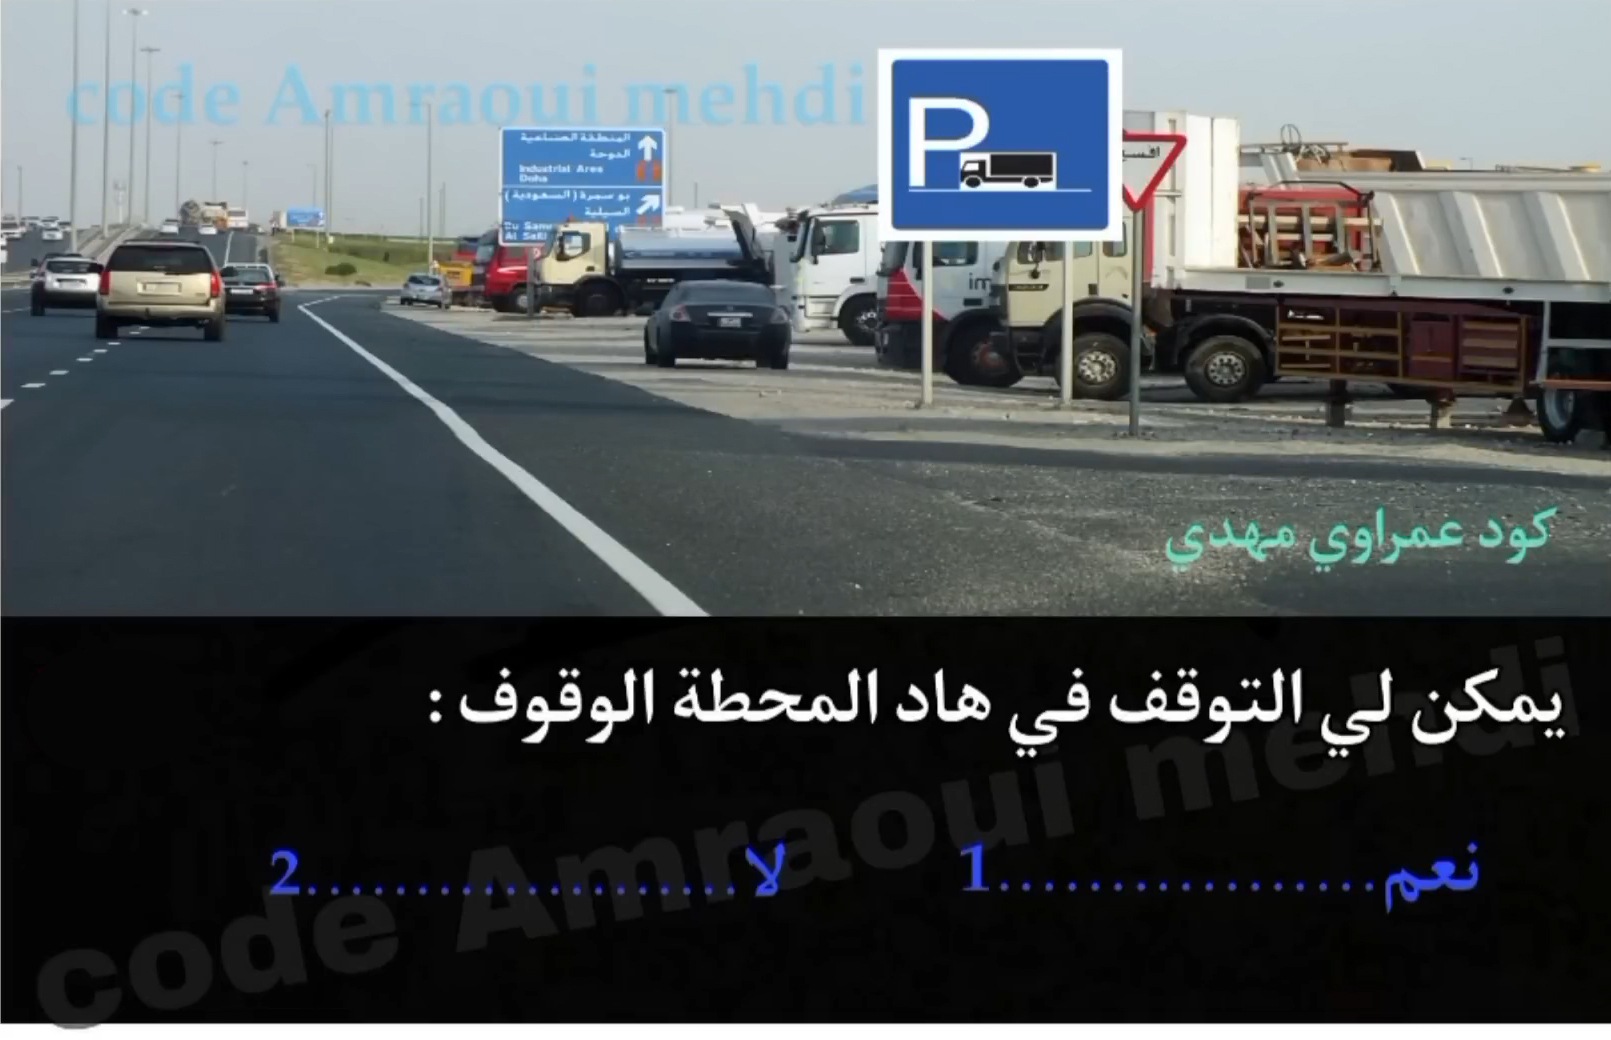 code Amraoui mehdi
المنطقة الصناعية
الدوحة
Industrial Area
Doha
بو سمرة (السعودية)
السيلية
P
كود عمراوي مهدي
يمكن لي التوقف في هاد المحطة الوقوف :
نعم.................1
لا...................2
code Amraoui mehdi